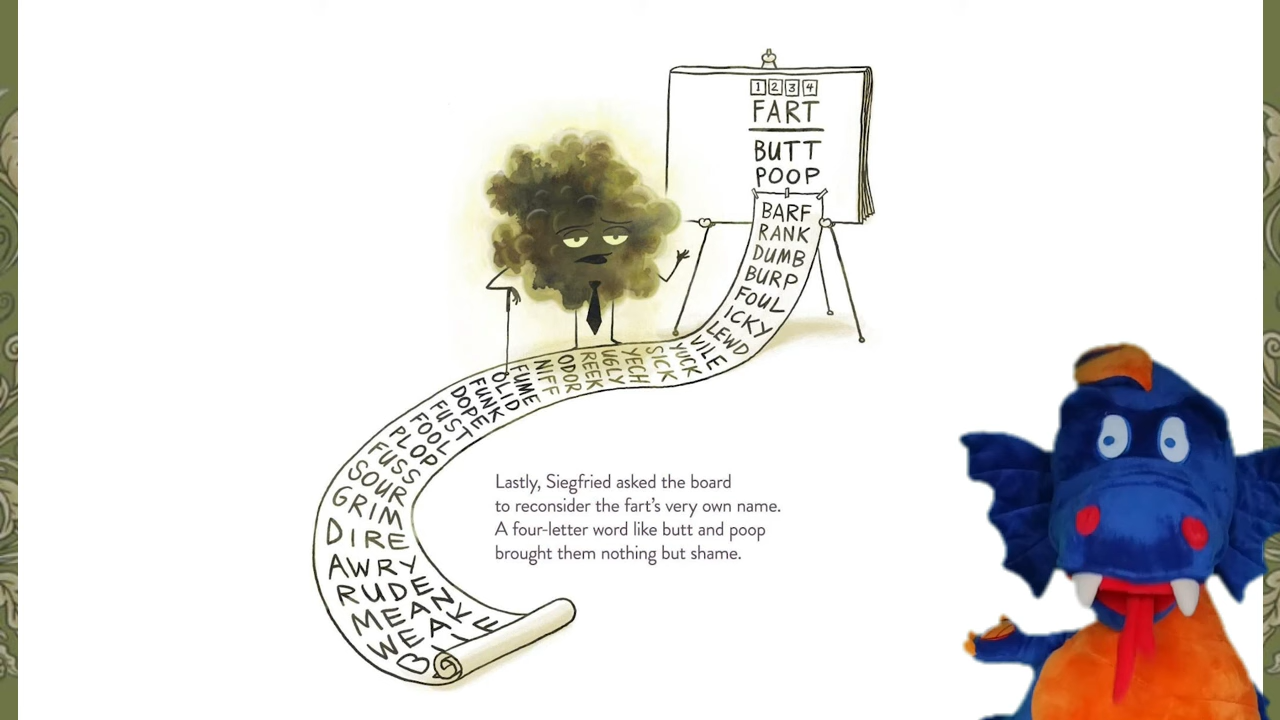 1 2 3 4
FART
BUTT
POOP
BARF
RANK
DUMB
BURP
FOUL
ICKY
LEWD
VILE
YUCK
SICK
YECH
UGLY
REEK
ODOR
NIFF
FUME
OLID
FUNK
DOPE
FUST
FOOL
PLOP
FUSS
SOUR
GRIM
DIRE
AWRY
RUDE
MEAN
WEAK
Lastly, Siegfried asked the board
to reconsider the fart's very own name.
A four-letter word like butt and poop
brought them nothing but shame.